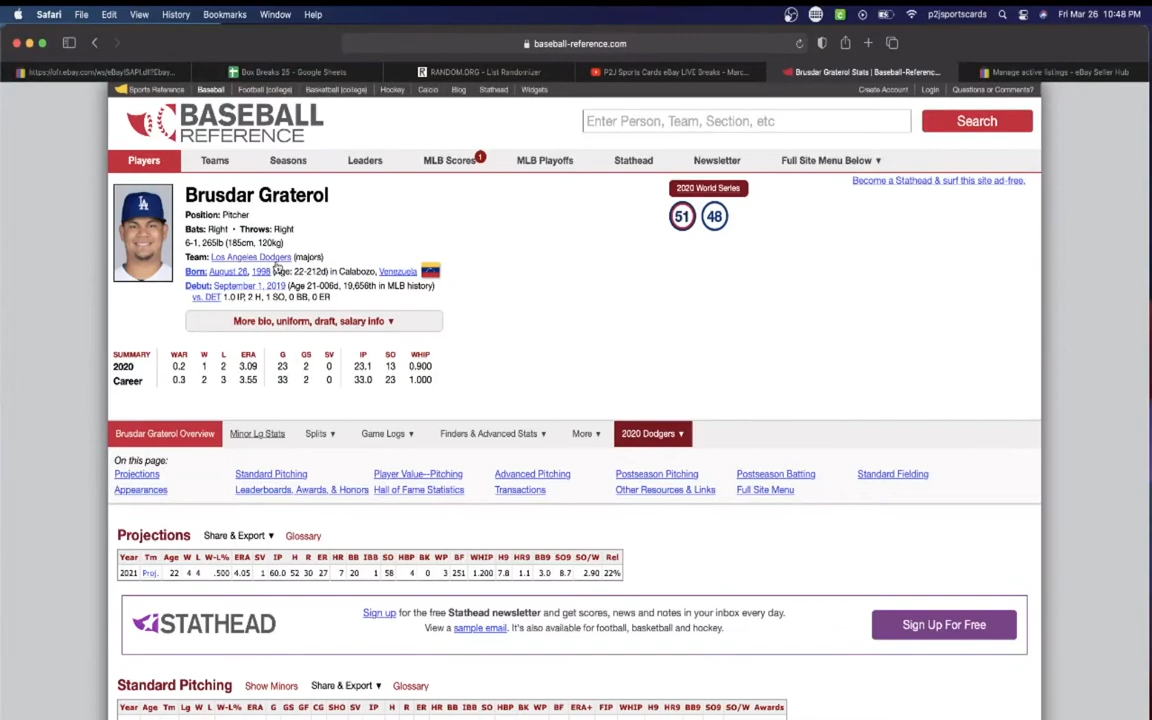 Safari File Edit View History Bookmarks Window Help p2jsportscards Fri Mar 26 10:48 PM
baseball-reference.com
https://ofr.ebay.com/ws/eBayISAPI.dll?Ebay... Box Breaks 25 - Google Sheets RANDOM.ORG - List Randomizer P2J Sports Cards eBay LIVE Breaks - Marc... Brusdar Graterol Stats | Baseball-Referenc... Manage active listings - eBay Seller Hub
Sports Reference Baseball Football (college) Basketball (college) Hockey Calcio Blog Stathead Widgets Create Account Login Questions or Comments?
BASEBALL
REFERENCE
Enter Person, Team, Section, etc Search
Players Teams Seasons Leaders MLB Scores 1 MLB Playoffs Stathead Newsletter Full Site Menu Below ▼
Become a Stathead & surf this site ad-free.
Brusdar Graterol
2020 World Series
51 48
Position: Pitcher
Bats: Right • Throws: Right
6-1, 265lb (185cm, 120kg)
Team: Los Angeles Dodgers (majors)
Born: August 26, 1998 (Age: 22-212d) in Calabozo, Venezuela
Debut: September 1, 2019 (Age 21-006d, 19,656th in MLB history)
vs. DET 1.0 IP, 2 H, 1 SO, 0 BB, 0 ER
More bio, uniform, draft, salary info ▼
SUMMARY WAR W L ERA G GS SV IP SO WHIP
2020 0.2 1 2 3.09 23 2 0 23.1 13 0.900
Career 0.3 2 3 3.55 33 2 0 33.0 23 1.000
Brusdar Graterol Overview Minor Lg Stats Splits ▼ Game Logs ▼ Finders & Advanced Stats ▼ More ▼ 2020 Dodgers ▼
On this page:
Projections Standard Pitching Player Value--Pitching Advanced Pitching Postseason Pitching Postseason Batting Standard Fielding
Appearances Leaderboards, Awards, & Honors Hall of Fame Statistics Transactions Other Resources & Links Full Site Menu
Projections Share & Export ▼ Glossary
Year Tm Age W L W-L% ERA SV IP H R ER HR BB IBB SO HBP BK WP BF WHIP H9 HR9 BB9 SO9 SO/W Rel
2021 Proj. 22 4 4 .500 4.05 1 60.0 52 30 27 7 20 1 58 4 0 3 251 1.200 7.8 1.1 3.0 8.7 2.90 22%
STATHEAD
Sign up for the free Stathead newsletter and get scores, news and notes in your inbox every day.
View a sample email. It's also available for football, basketball and hockey.
Sign Up For Free
Standard Pitching Show Minors Share & Export ▼ Glossary
Year Age Tm Lg W L W-L% ERA G GS GF CG SHO SV IP H R ER HR BB IBB SO HBP BK WP BF ERA+ FIP WHIP H9 HR9 BB9 SO9 SO/W Awards